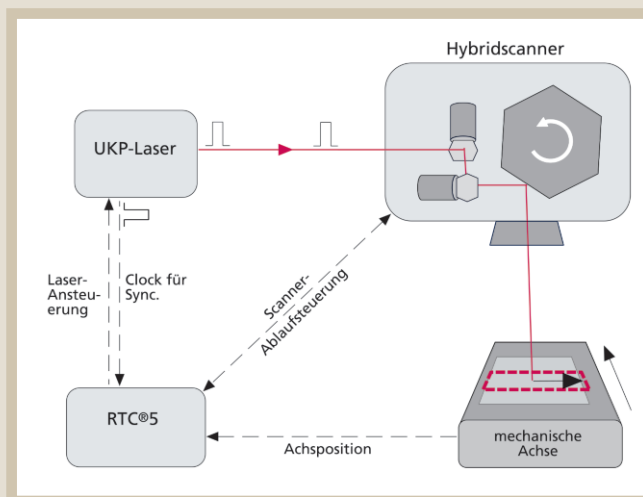 Hybridscanner
UKP-Laser
Laser-
Ansteu-
erung
Clock für
Sync.
Scanner-
Ablaufsteuerung
RTC®5
Achsposition
mechanische
Achse